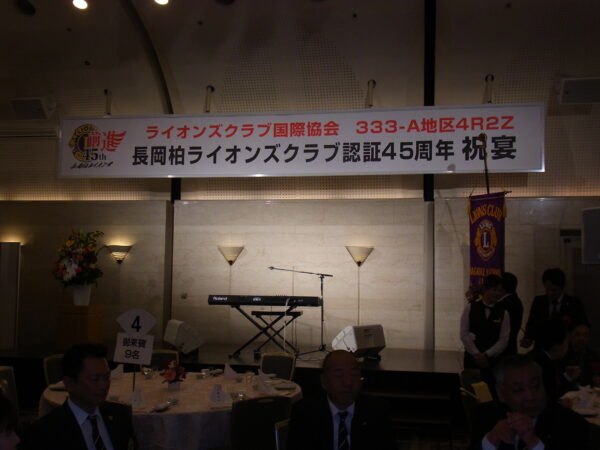 ライオンズクラブ国際協会 333-A地区4R2Z
長岡柏ライオンズクラブ認証45周年 祝宴
45th
LIONS CLUB
L
Roland
4
御来賓
9名